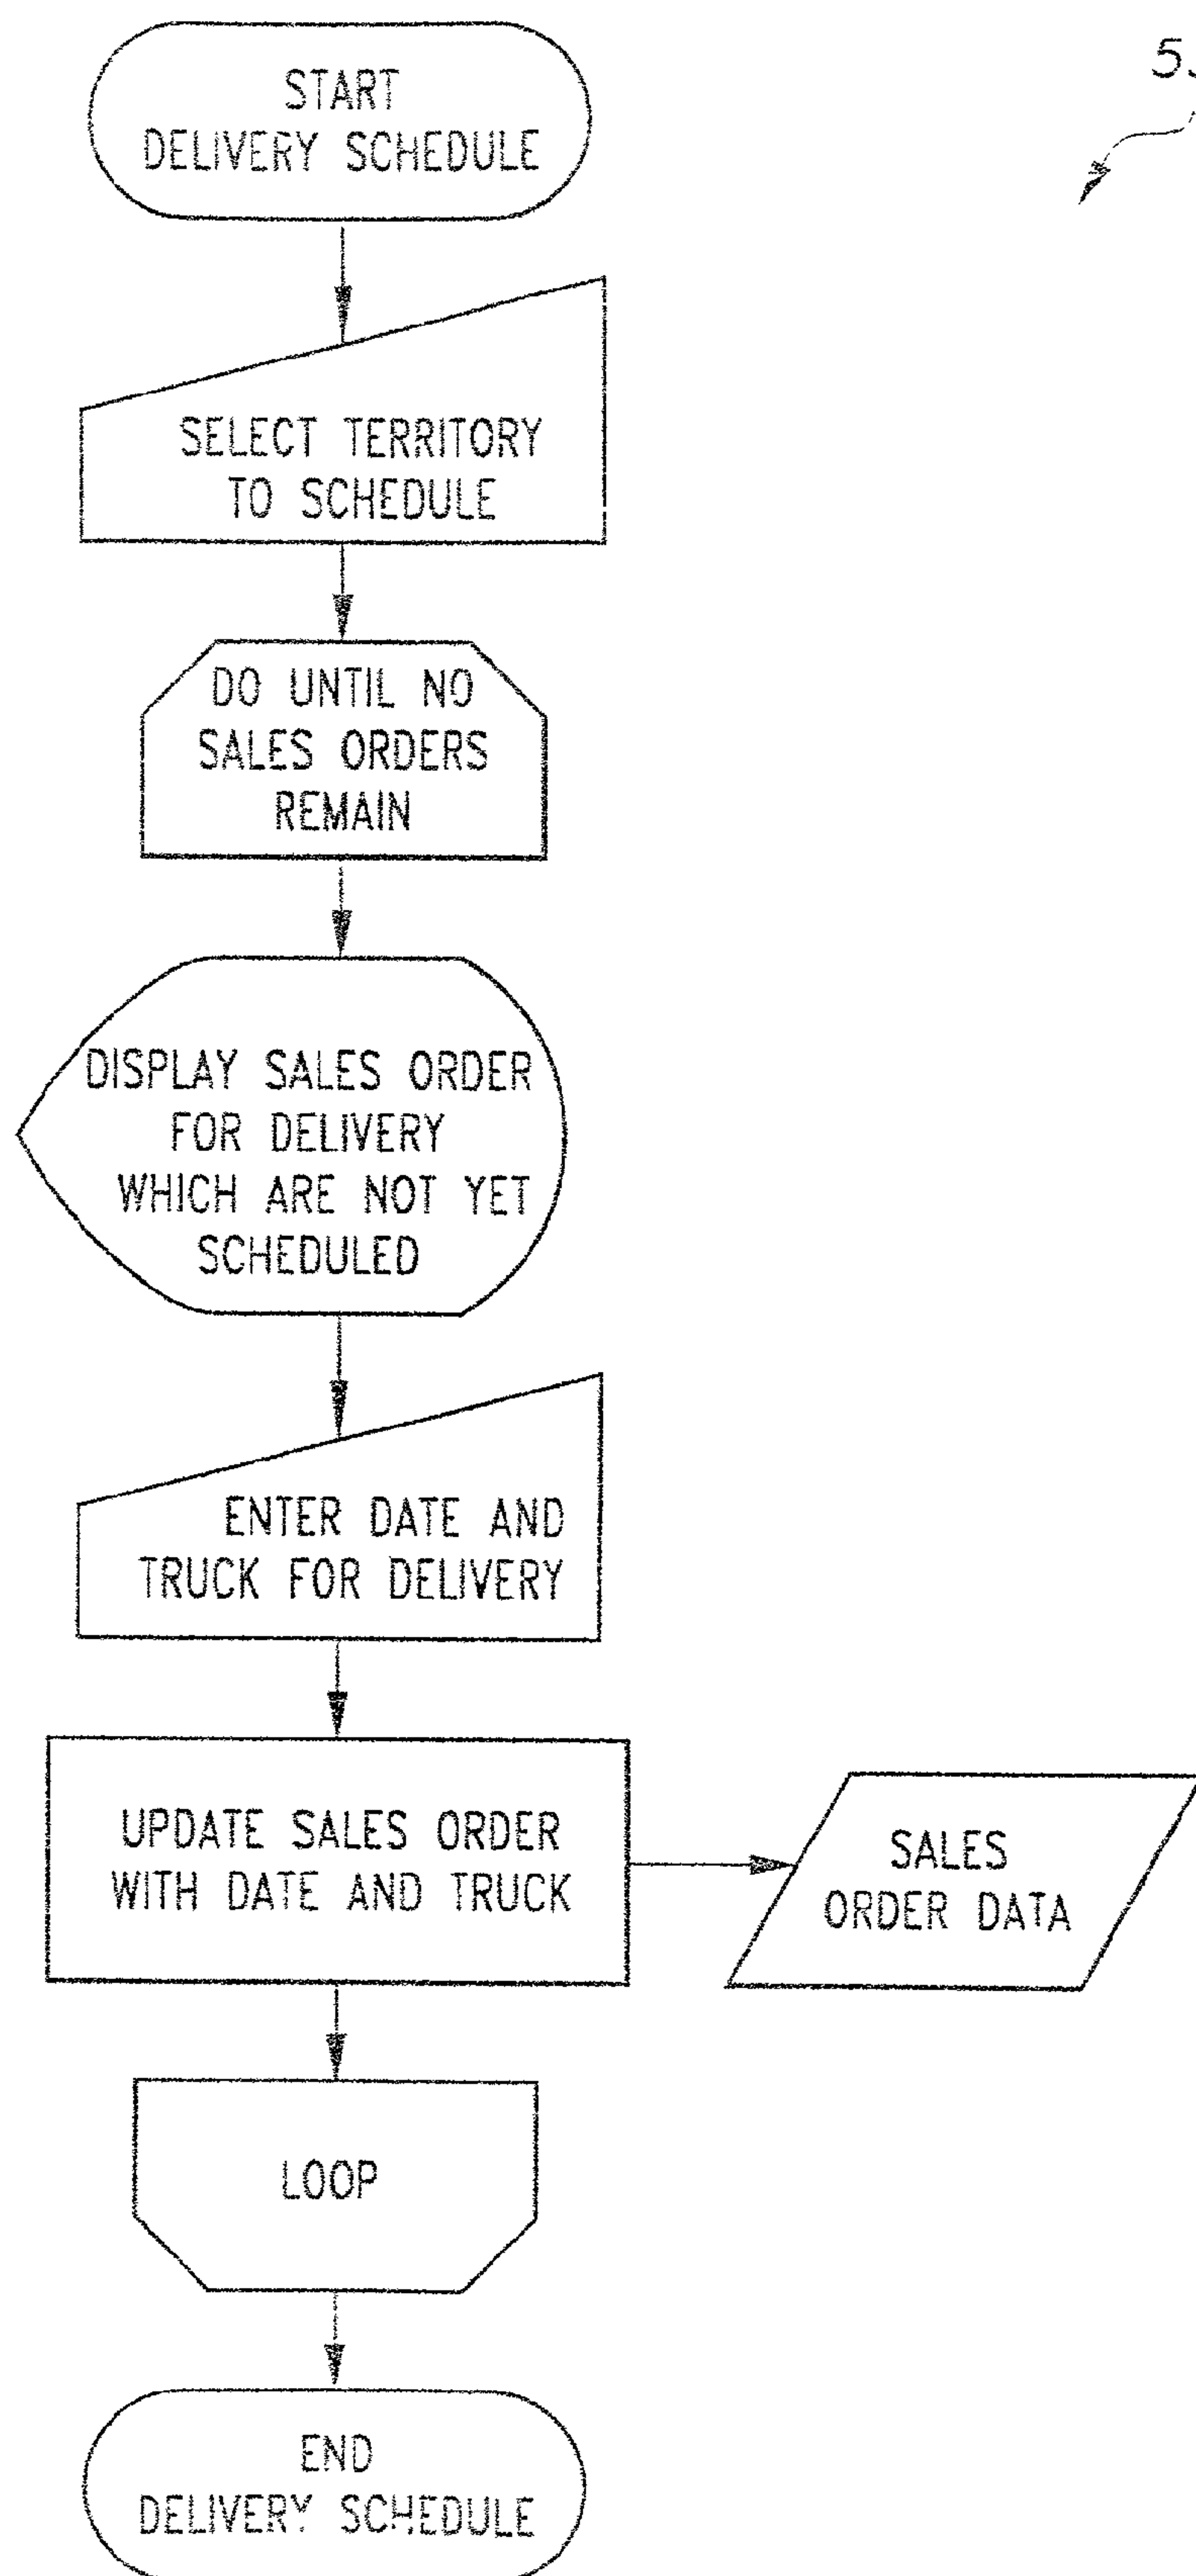 START
DELIVERY SCHEDULE
SELECT TERRITORY
TO SCHEDULE
DO UNTIL NO
SALES ORDERS
REMAIN
DISPLAY SALES ORDER
FOR DELIVERY
WHICH ARE NOT YET
SCHEDULED
ENTER DATE AND
TRUCK FOR DELIVERY
UPDATE SALES ORDER
WITH DATE AND TRUCK
SALES
ORDER DATA
LOOP
END
DELIVERY SCHEDULE